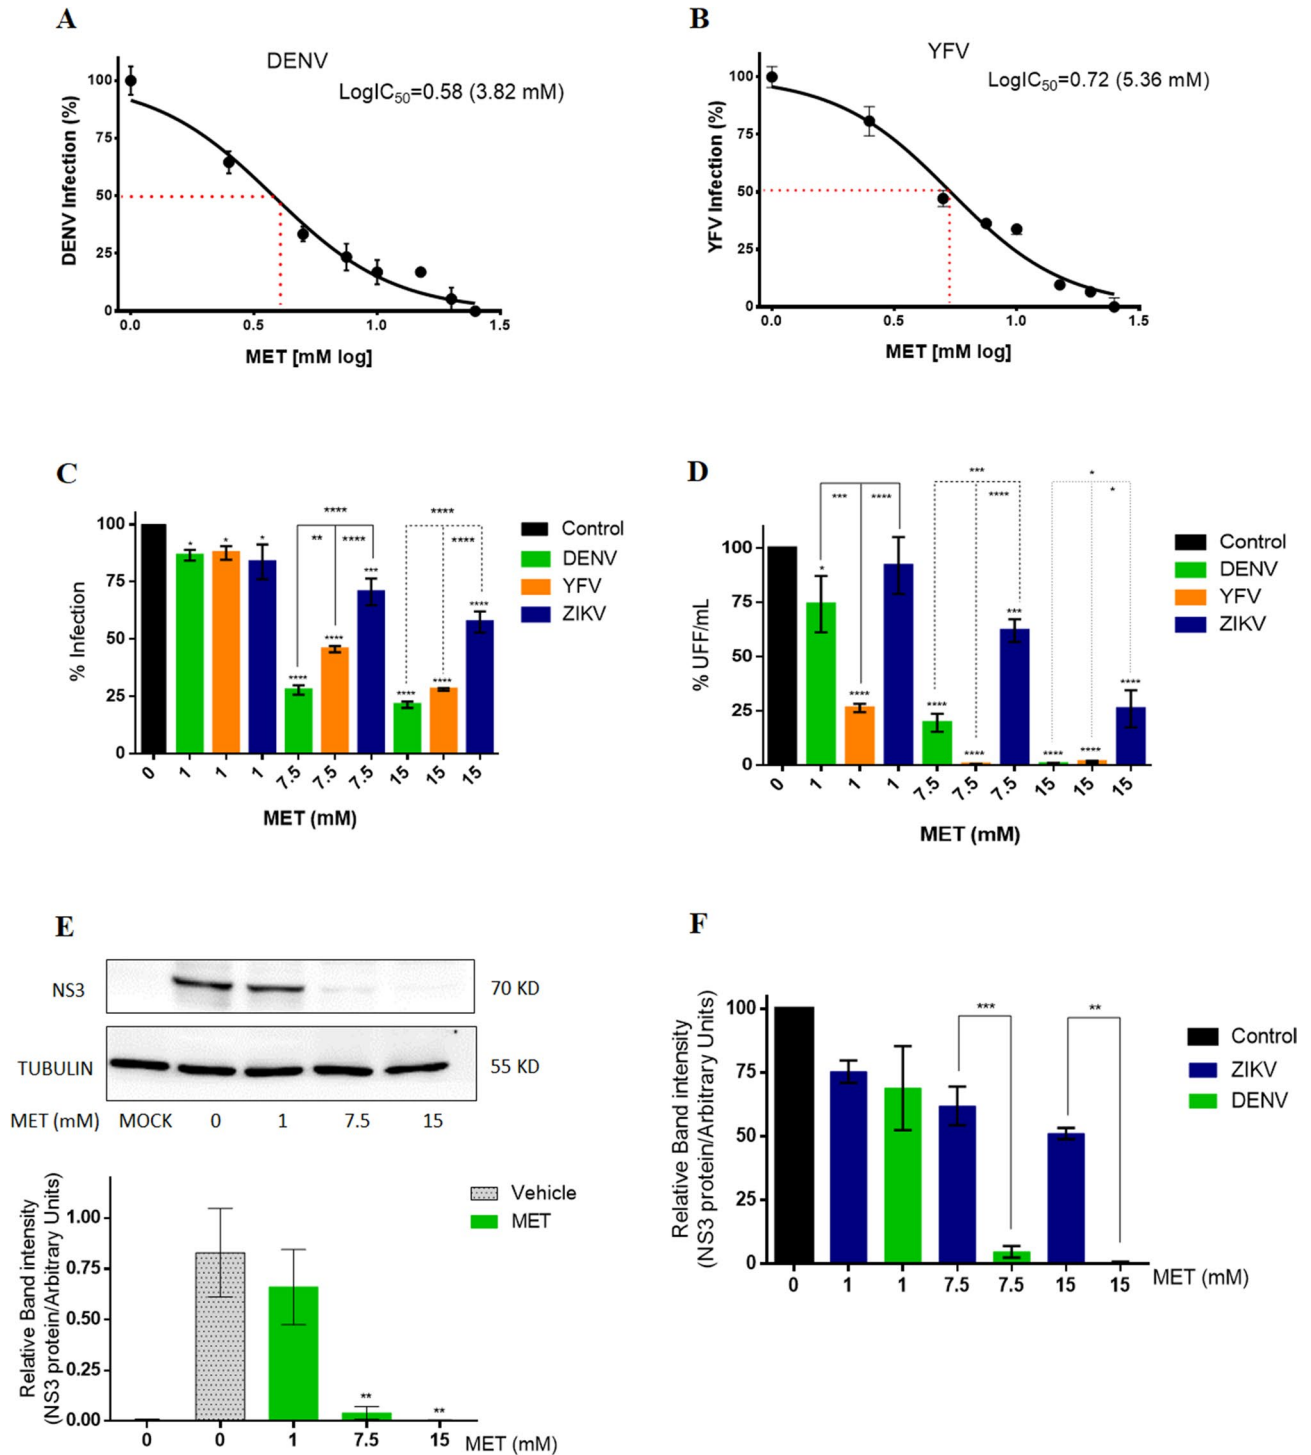 A
DENV
LogIC50=0.58 (3.82 mM)
DENV Infection (%)
100
75
50
25
0
0.0 0.5 1.0 1.5
MET [mM log]
B
YFV
LogIC50=0.72 (5.36 mM)
YFV Infection (%)
100
75
50
25
0
0.0 0.5 1.0 1.5
MET [mM log]
C
% Infection
100
75
50
25
0
**** ****
** **** ****
* * *
**** **** *** **** **** ****
0 1 1 1 7.5 7.5 7.5 15 15 15
MET (mM)
Control
DENV
YFV
ZIKV
D
% UFF/mL
100
75
50
25
0
*** *
*** **** **** *
* **** **** **** *** **** **** ****
0 1 1 1 7.5 7.5 7.5 15 15 15
MET (mM)
Control
DENV
YFV
ZIKV
E
NS3 70 KD
TUBULIN 55 KD
MET (mM) MOCK 0 1 7.5 15
Relative Band intensity
(NS3 protein/Arbitrary Units)
1.00
0.75
0.50
0.25
0.00
** **
0 0 1 7.5 15 MET (mM)
Vehicle
MET
F
Relative Band intensity
(NS3 protein/Arbitrary Units)
100
75
50
25
0
*** **
0 1 1 7.5 7.5 15 15 MET (mM)
Control
ZIKV
DENV